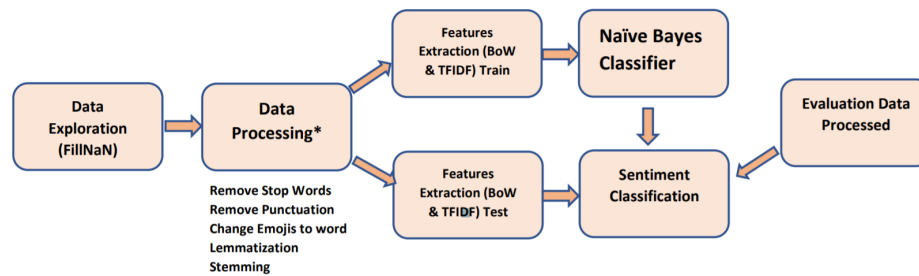 Data
Exploration
(FillNaN)
Data
Processing*
Remove Stop Words
Remove Punctuation
Change Emojis to word
Lemmatization
Stemming
Features
Extraction (BoW
& TFIDF) Train
Features
Extraction (BoW
& TFIDF) Test
Naïve Bayes
Classifier
Sentiment
Classification
Evaluation Data
Processed